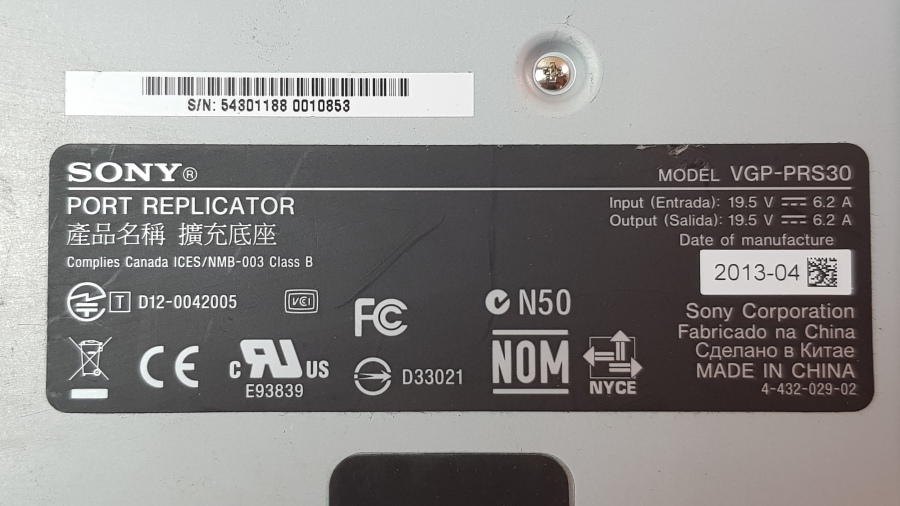 S/N: 54301188 0010853
SONY®
MODEL VGP-PRS30
PORT REPLICATOR
產品名稱 擴充底座
Complies Canada ICES/NMB-003 Class B
Input (Entrada): 19.5 V ⎓ 6.2 A
Output (Salida): 19.5 V ⎓ 6.2 A
Date of manufacture
2013-04
T D12-0042005
VCI
FC
N50
CE
c RU US
E93839
D33021
NOM
NYCE
Sony Corporation
Fabricado na China
Сделано в Китае
MADE IN CHINA
4-432-029-02